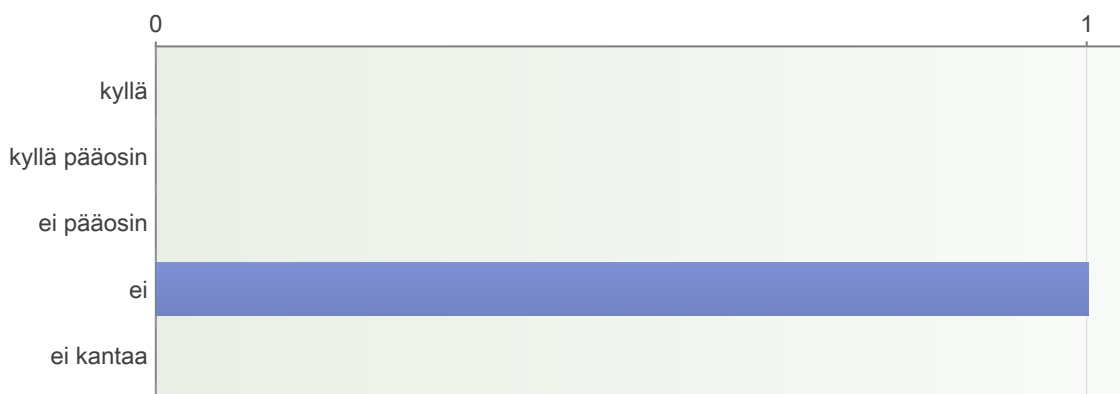 0 1
kyllä
kyllä pääosin
ei pääosin
ei
ei kantaa